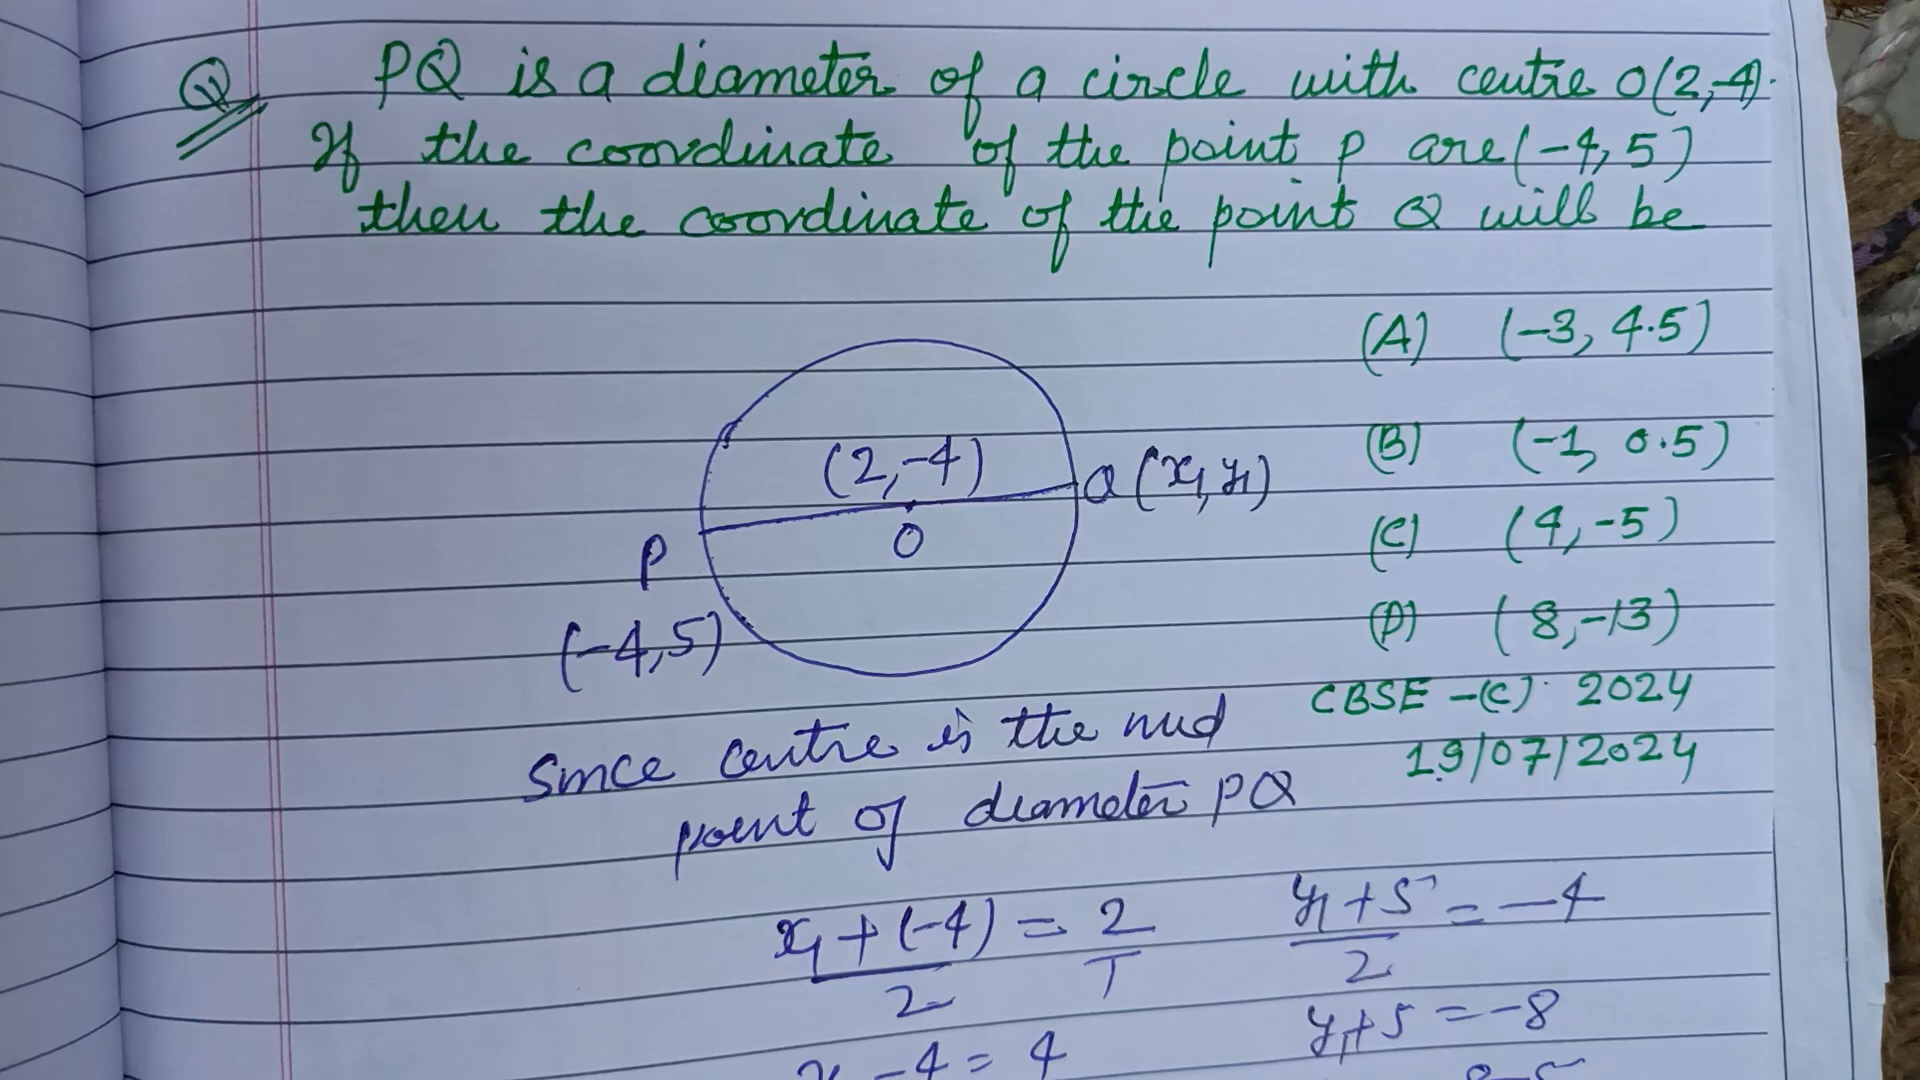 Q PQ is a diameter of a circle with centre O(2,-4).
If the coordinate of the point P are (-4, 5)
then the coordinate of the point Q will be
(A) (-3, 4.5)
(B) (-1, 0.5)
(C) (4, -5)
(D) (8, -13)
(2, -4)
Q (x₁, y₁)
O
P
(-4, 5)
CBSE -(C) 2024
19/07/2024
Since centre is the mid
point of diameter PQ
(x₁ + (-4))/2 = 2/1
(y₁ + 5)/2 = -4
y₁ + 5 = -8
x₁ - 4 = 4